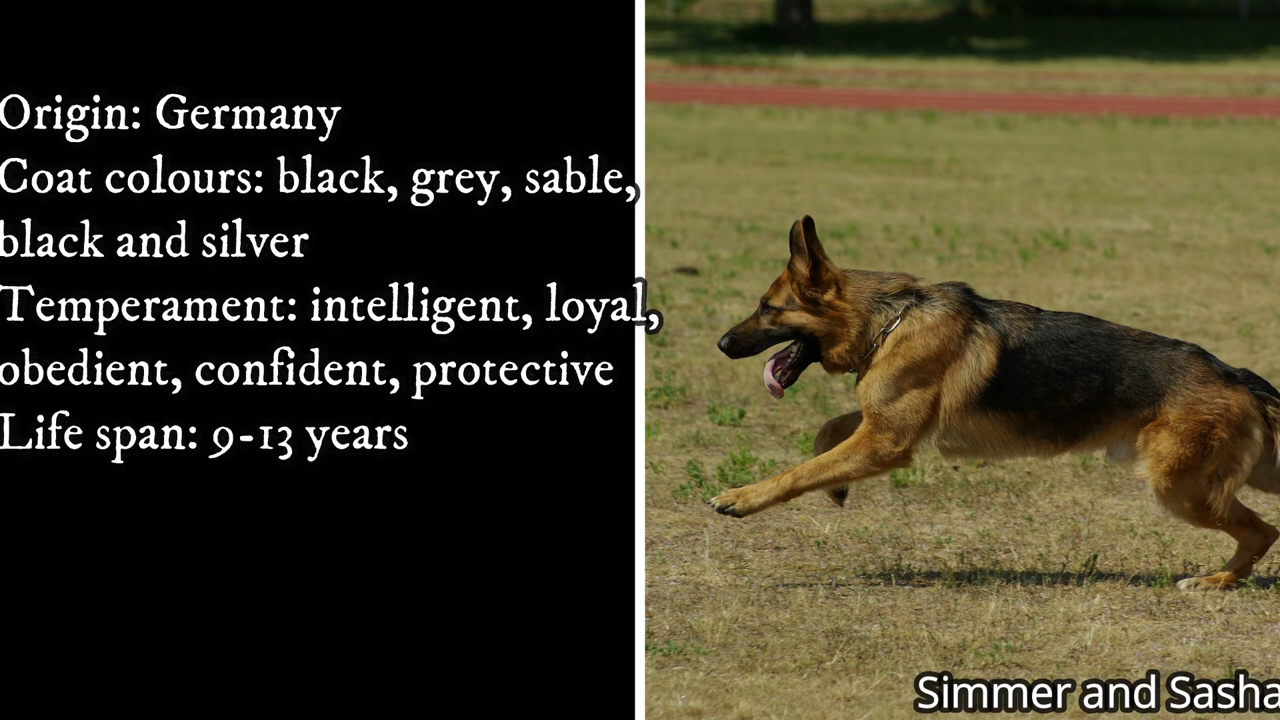 Origin: Germany
Coat colours: black, grey, sable,
black and silver
Temperament: intelligent, loyal,
obedient, confident, protective
Life span: 9-13 years
Simmer and Sasha